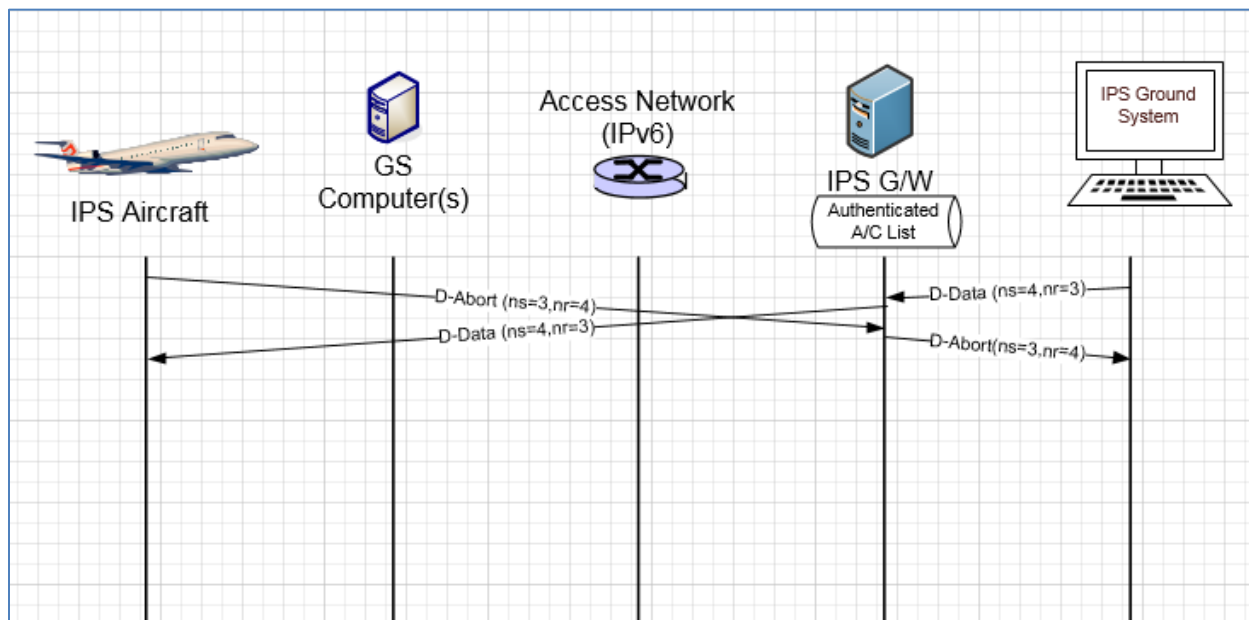 IPS Aircraft
GS
Computer(s)
Access Network
(IPv6)
IPS G/W
Authenticated
A/C List
IPS Ground
System
D-Abort (ns=3,nr=4)
D-Data (ns=4,nr=3)
D-Data (ns=4,nr=3)
D-Abort(ns=3,nr=4)